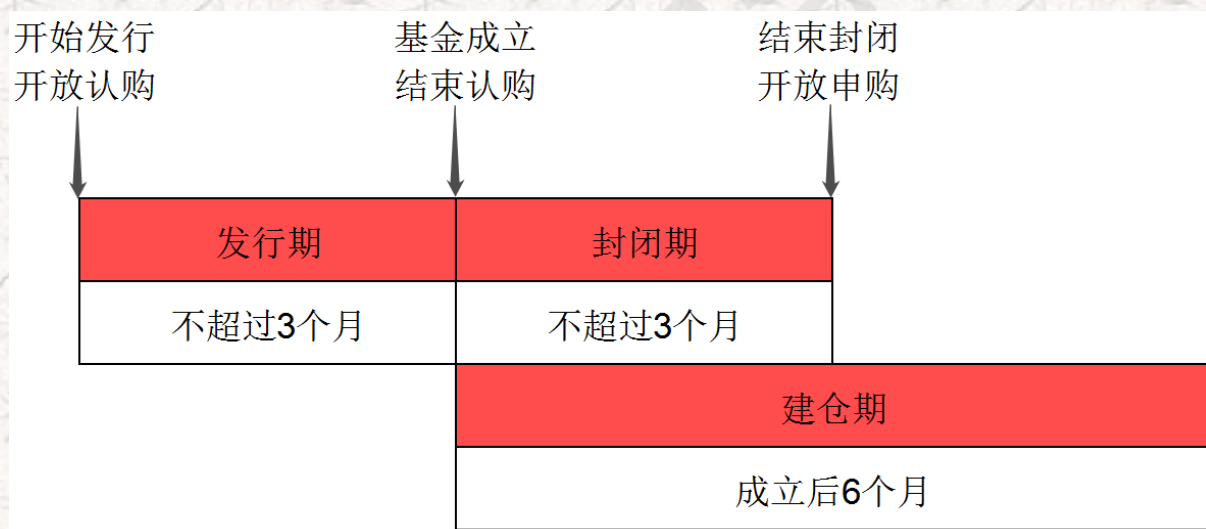 开始发行
开放认购
基金成立
结束认购
结束封闭
开放申购
发行期
封闭期
不超过3个月
不超过3个月
建仓期
成立后6个月